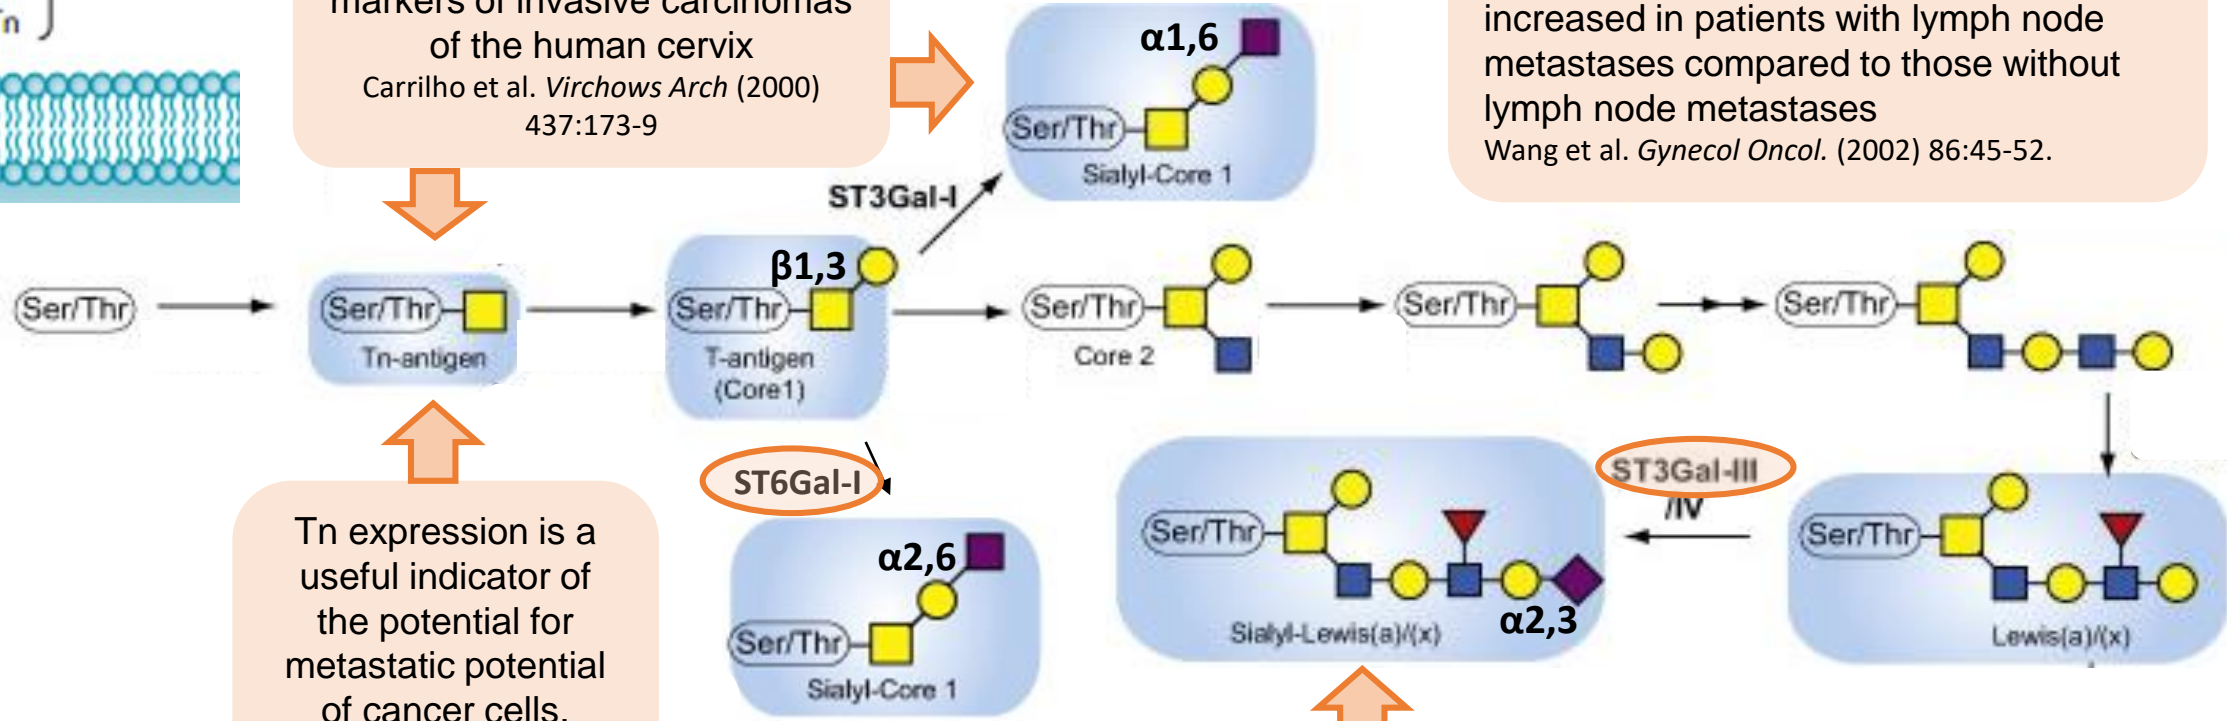 markers of invasive carcinomas
of the human cervix
Carrilho et al. Virchows Arch (2000)
437:173-9
increased in patients with lymph node
metastases compared to those without
lymph node metastases
Wang et al. Gynecol Oncol. (2002) 86:45-52.
α1,6
Ser/Thr
Sialyl-Core 1
ST3Gal-I
Ser/Thr
Ser/Thr
Tn-antigen
β1,3
Ser/Thr
T-antigen
(Core1)
Ser/Thr
Core 2
Ser/Thr
Ser/Thr
ST6Gal-I
α2,6
Ser/Thr
Sialyl-Core 1
Ser/Thr
α2,3
Sialyl-Lewis(a)/(x)
ST3Gal-III
/IV
Ser/Thr
Lewis(a)/(x)
Tn expression is a
useful indicator of
the potential for
metastatic potential
of cancer cells.